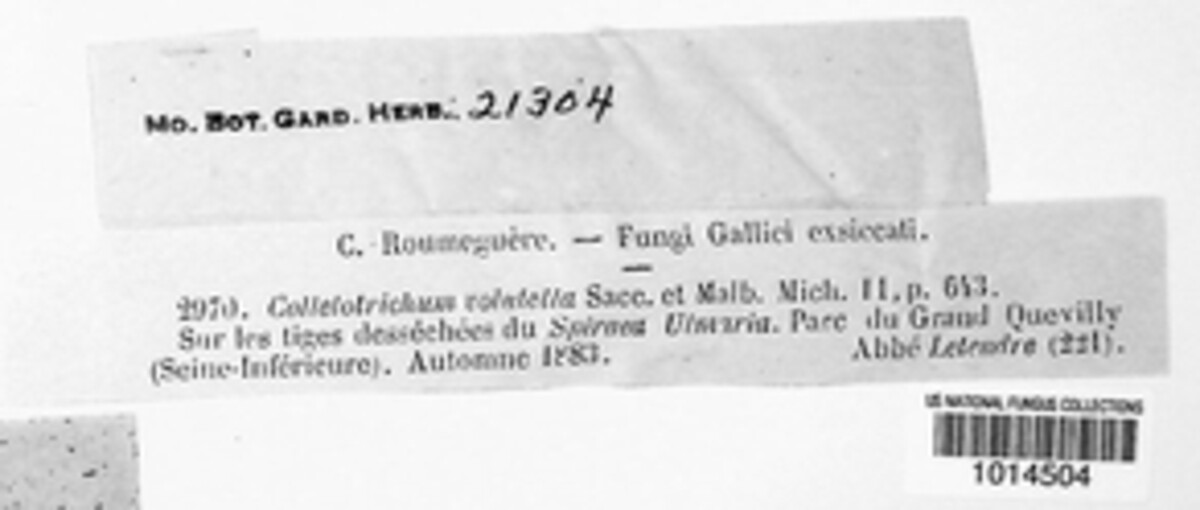 MO. BOT. GARD. HERB. 21304
C. Roumeguère. — Fungi Gallici exsiccati.
2970. Colletotrichum volutella Sacc. et Malb. Mich. II, p. 643.
Sur les tiges desséchées du Spiraea Ulmaria. Parc du Grand Quevilly
(Seine-Inférieure). Automne 1883. Abbé Letendre (221).
US NATIONAL FUNGUS COLLECTIONS
1014504